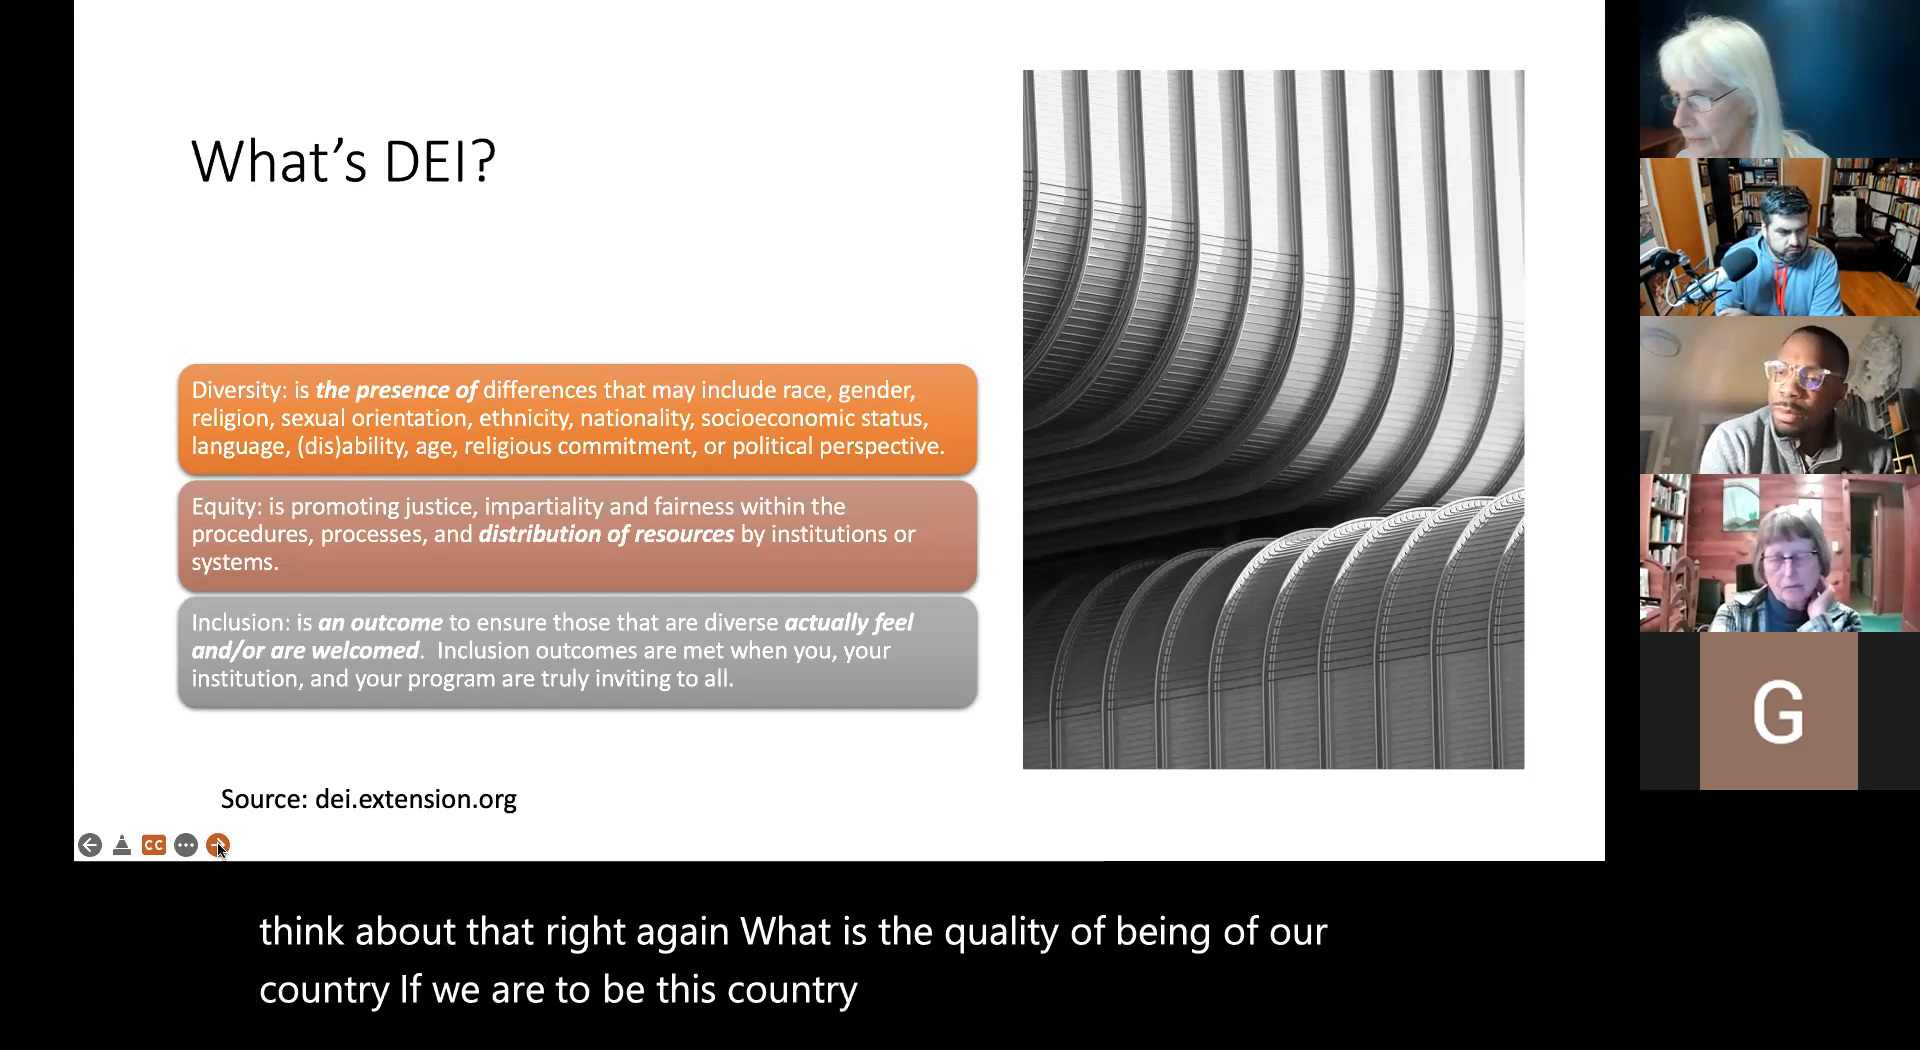 What's DEI?
Diversity: is the presence of differences that may include race, gender,
religion, sexual orientation, ethnicity, nationality, socioeconomic status,
language, (dis)ability, age, religious commitment, or political perspective.
Equity: is promoting justice, impartiality and fairness within the
procedures, processes, and distribution of resources by institutions or
systems.
Inclusion: is an outcome to ensure those that are diverse actually feel
and/or are welcomed.  Inclusion outcomes are met when you, your
institution, and your program are truly inviting to all.
Source: dei.extension.org
CC
think about that right again What is the quality of being of our
country If we are to be this country
G